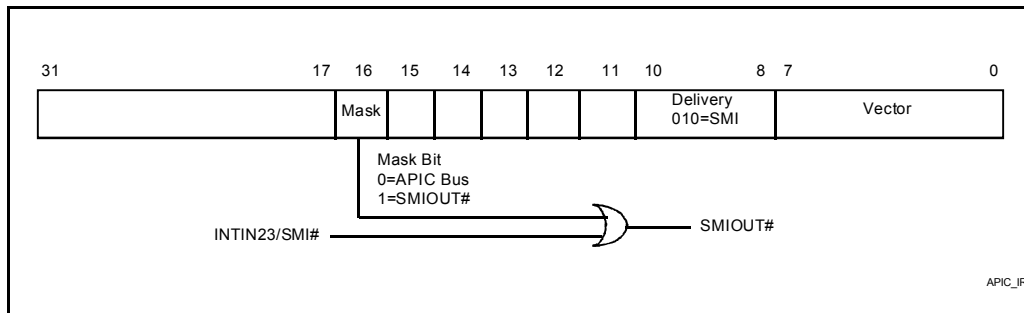 31 17 16 15 14 13 12 11 10 8 7 0
Mask
Delivery
010=SMI
Vector
Mask Bit
0=APIC Bus
1=SMIOUT#
INTIN23/SMI#
SMIOUT#
APIC_IR